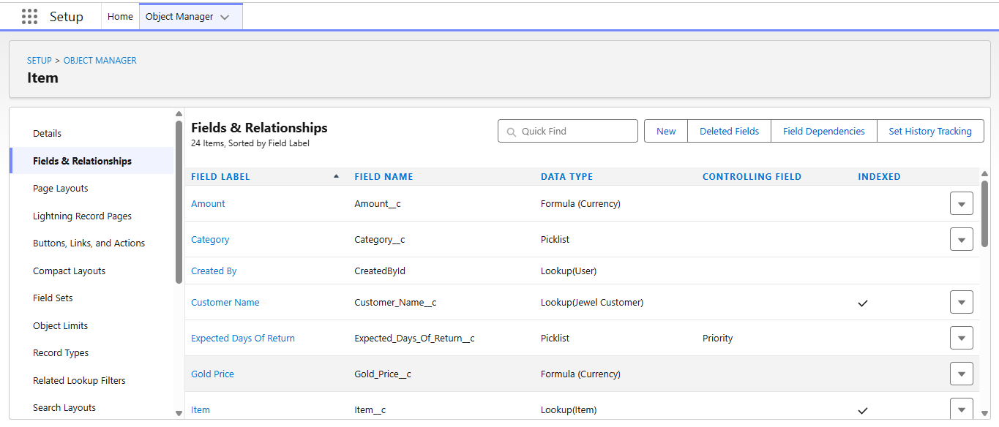 Setup Home Object Manager
SETUP > OBJECT MANAGER
Item
Details
Fields & Relationships
Page Layouts
Lightning Record Pages
Buttons, Links, and Actions
Compact Layouts
Field Sets
Object Limits
Record Types
Related Lookup Filters
Search Layouts
Fields & Relationships
24 Items, Sorted by Field Label
Quick Find New Deleted Fields Field Dependencies Set History Tracking
FIELD LABEL FIELD NAME DATA TYPE CONTROLLING FIELD INDEXED
Amount Amount__c Formula (Currency)
Category Category__c Picklist
Created By CreatedById Lookup(User)
Customer Name Customer_Name__c Lookup(Jewel Customer)
Expected Days Of Return Expected_Days_Of_Return__c Picklist Priority
Gold Price Gold_Price__c Formula (Currency)
Item Item__c Lookup(Item)